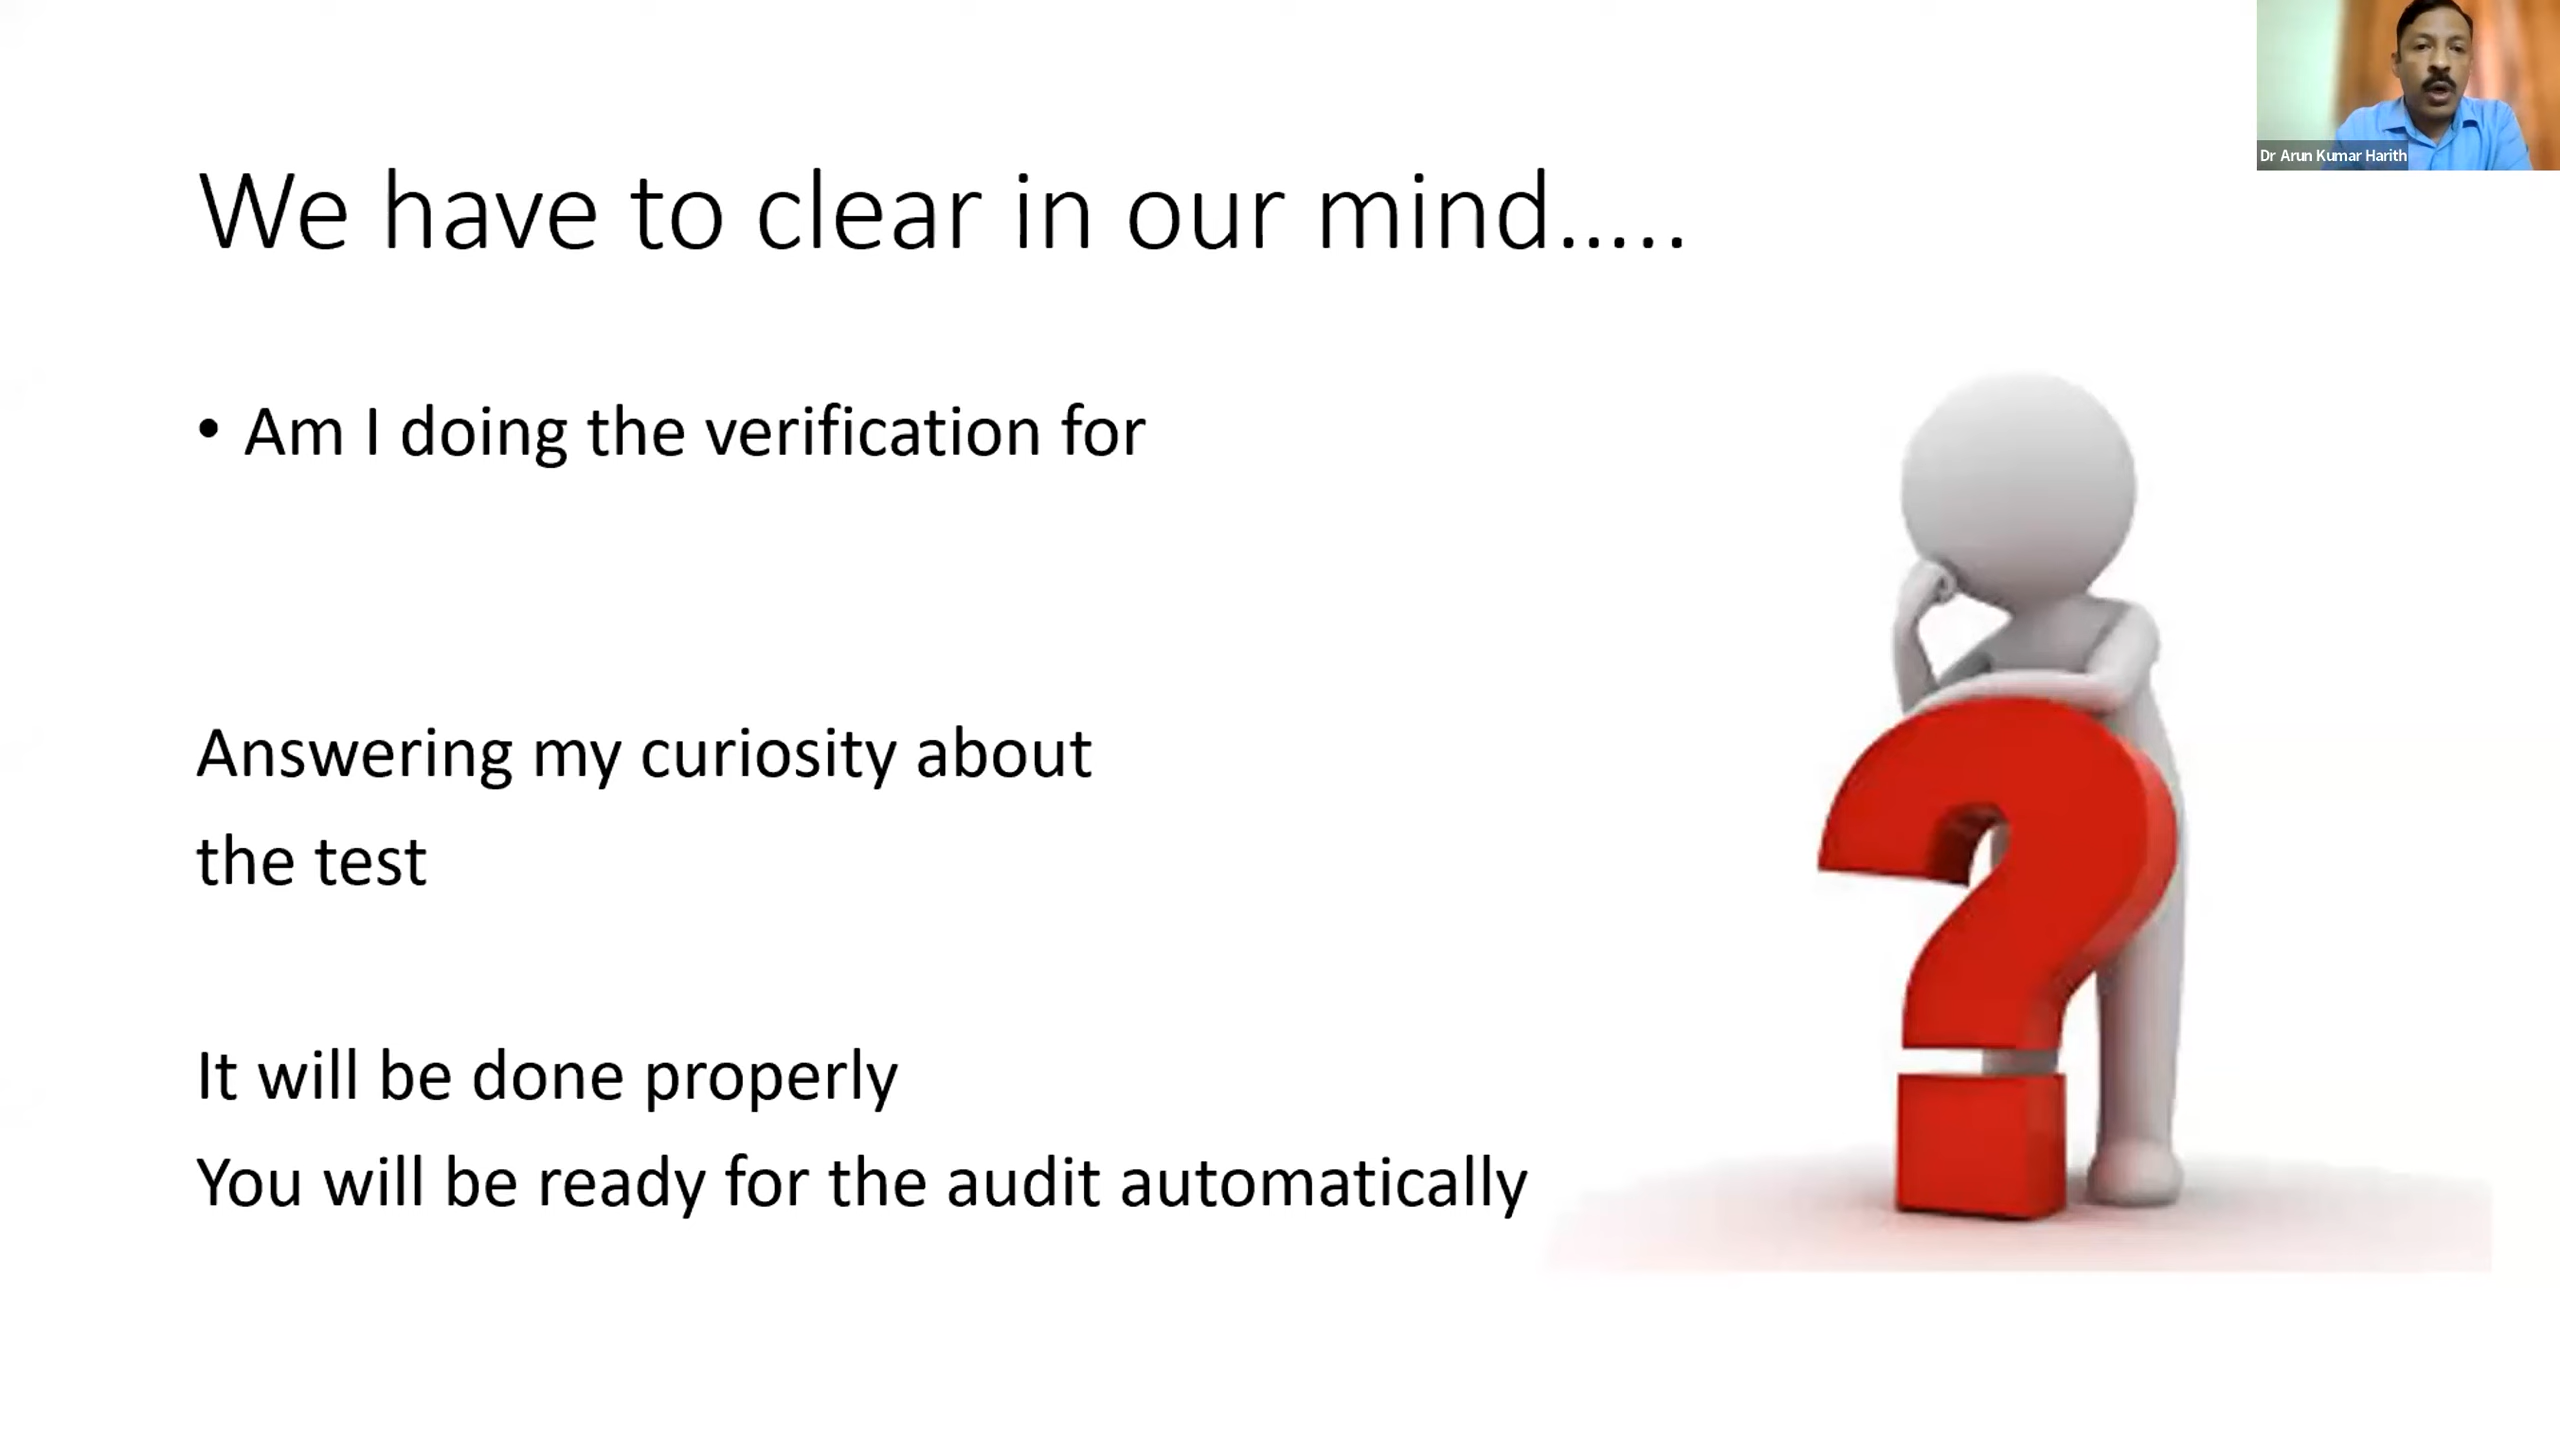 Dr Arun Kumar Harith
We have to clear in our mind.....
• Am I doing the verification for
Answering my curiosity about
the test
It will be done properly
You will be ready for the audit automatically